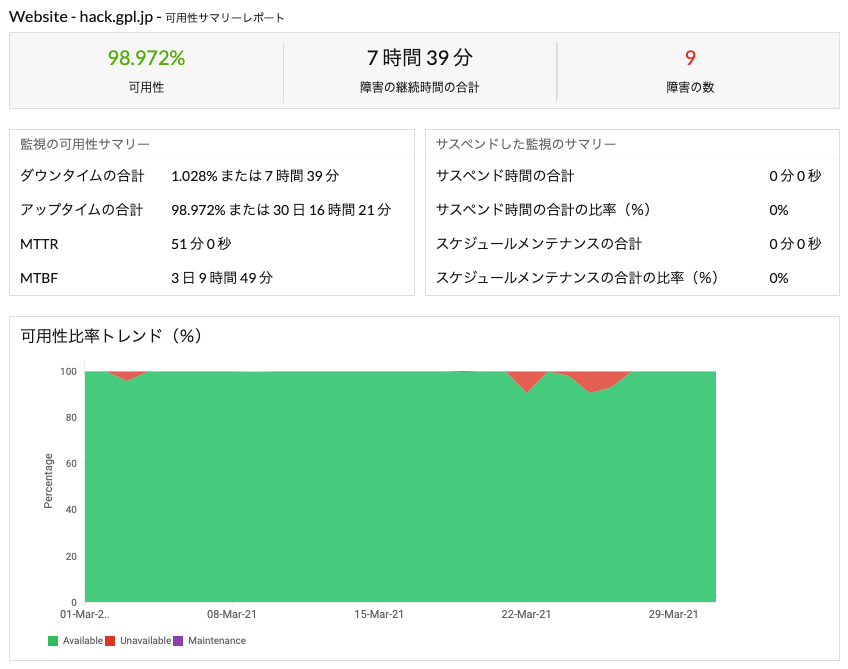 Website - hack.gpl.jp - 可用性サマリーレポート
98.972%
可用性
7 時間 39 分
障害の継続時間の合計
9
障害の数
監視の可用性サマリー
ダウンタイムの合計 1.028% または 7 時間 39 分
アップタイムの合計 98.972% または 30 日 16 時間 21 分
MTTR 51 分 0 秒
MTBF 3 日 9 時間 49 分
サスペンドした監視のサマリー
サスペンド時間の合計 0 分 0 秒
サスペンド時間の合計の比率（%） 0%
スケジュールメンテナンスの合計 0 分 0 秒
スケジュールメンテナンスの合計の比率（%） 0%
可用性比率トレンド（%）
Percentage
100
80
60
40
20
0
01-Mar-2.. 08-Mar-21 15-Mar-21 22-Mar-21 29-Mar-21
Available Unavailable Maintenance